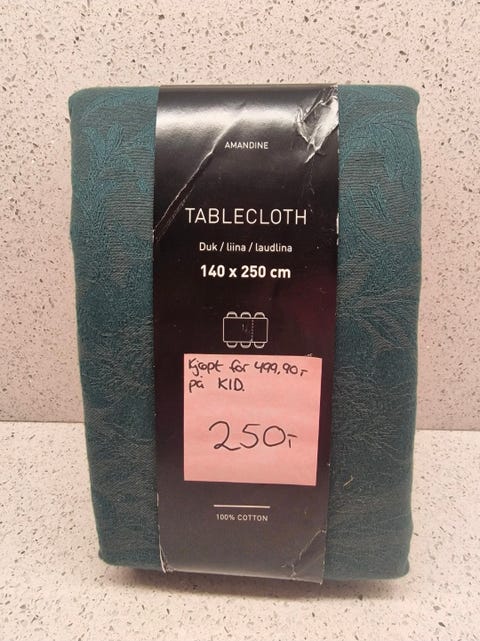 AMANDINE
TABLECLOTH
Duk / liina / laudlina
140 x 250 cm
Kjøpt for 499,90,-
på KID.
250,-
100% COTTON